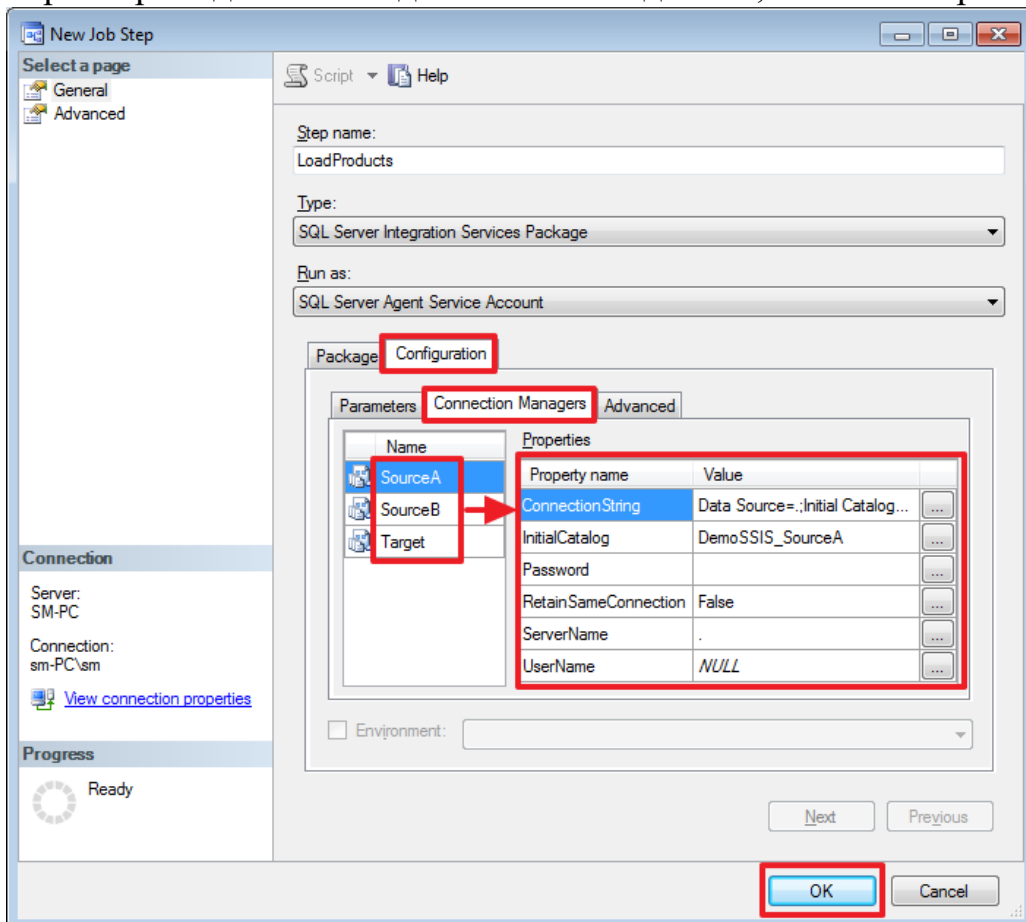 New Job Step
Select a page
General
Advanced
Script
Help
Step name:
LoadProducts
Type:
SQL Server Integration Services Package
Run as:
SQL Server Agent Service Account
Package
Configuration
Parameters
Connection Managers
Advanced
Name
SourceA
SourceB
Target
Properties
Property name Value
ConnectionString Data Source=.;Initial Catalog... ...
InitialCatalog DemoSSIS_SourceA ...
Password ...
RetainSameConnection False ...
ServerName . ...
UserName NULL ...
Environment:
Connection
Server:
SM-PC
Connection:
sm-PC\sm
View connection properties
Progress
Ready
Next
Previous
OK
Cancel